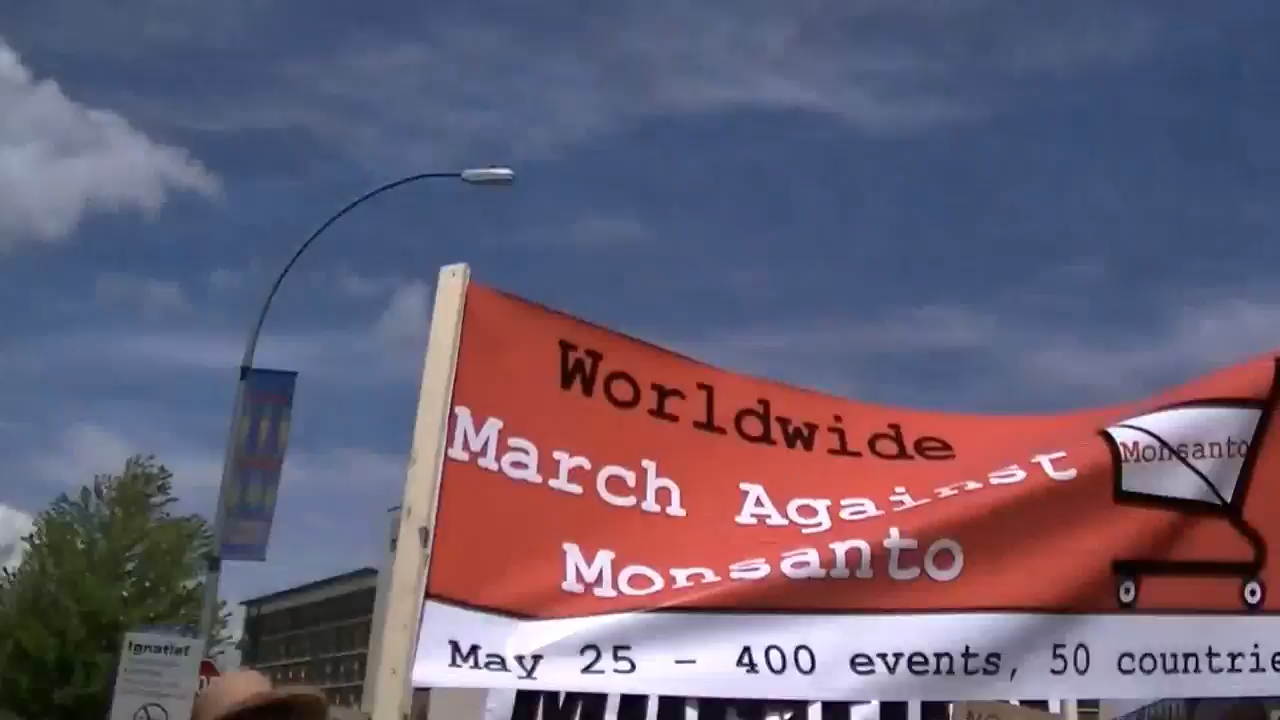 Worldwide
March Against
Monsanto
Monsanto
May 25 - 400 events, 50 countrie
Ignatief